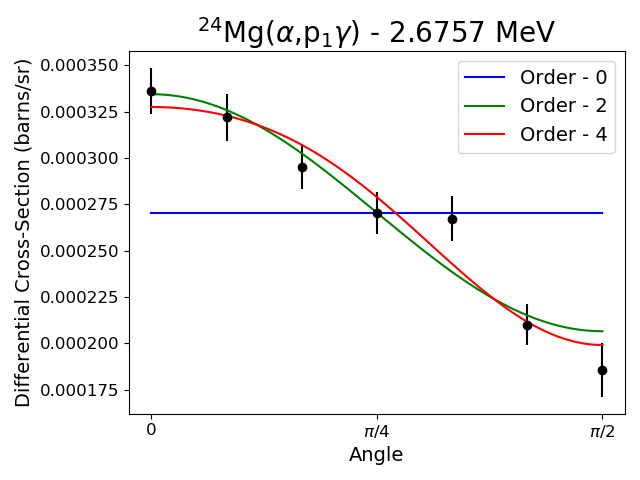 ²⁴Mg(α,p₁γ) - 2.6757 MeV
Differential Cross-Section (barns/sr)
0.000350
0.000325
0.000300
0.000275
0.000250
0.000225
0.000200
0.000175
Order - 0
Order - 2
Order - 4
0
π/4
π/2
Angle